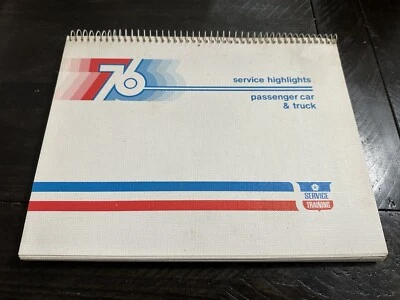 76
service highlights
passenger car
& truck
SERVICE
TRAINING